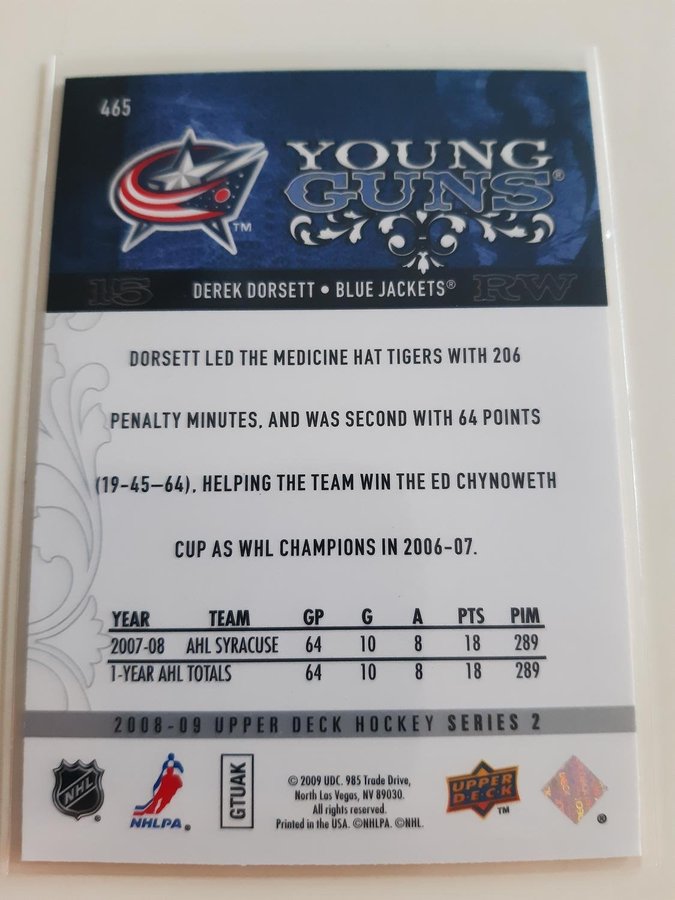 465
YOUNG
GUNS®
TM
15 DEREK DORSETT • BLUE JACKETS® RW
DORSETT LED THE MEDICINE HAT TIGERS WITH 206
PENALTY MINUTES, AND WAS SECOND WITH 64 POINTS
(19-45—64), HELPING THE TEAM WIN THE ED CHYNOWETH
CUP AS WHL CHAMPIONS IN 2006-07.
YEAR TEAM GP G A PTS PIM
2007-08 AHL SYRACUSE 64 10 8 18 289
1-YEAR AHL TOTALS 64 10 8 18 289
2008-09 UPPER DECK HOCKEY SERIES 2
NHL
NHLPA.
GTUAK
© 2009 UDC. 985 Trade Drive,
North Las Vegas, NV 89030.
All rights reserved.
Printed in the USA. ©NHLPA. ©NHL.
UPPER
DECK
TM
®